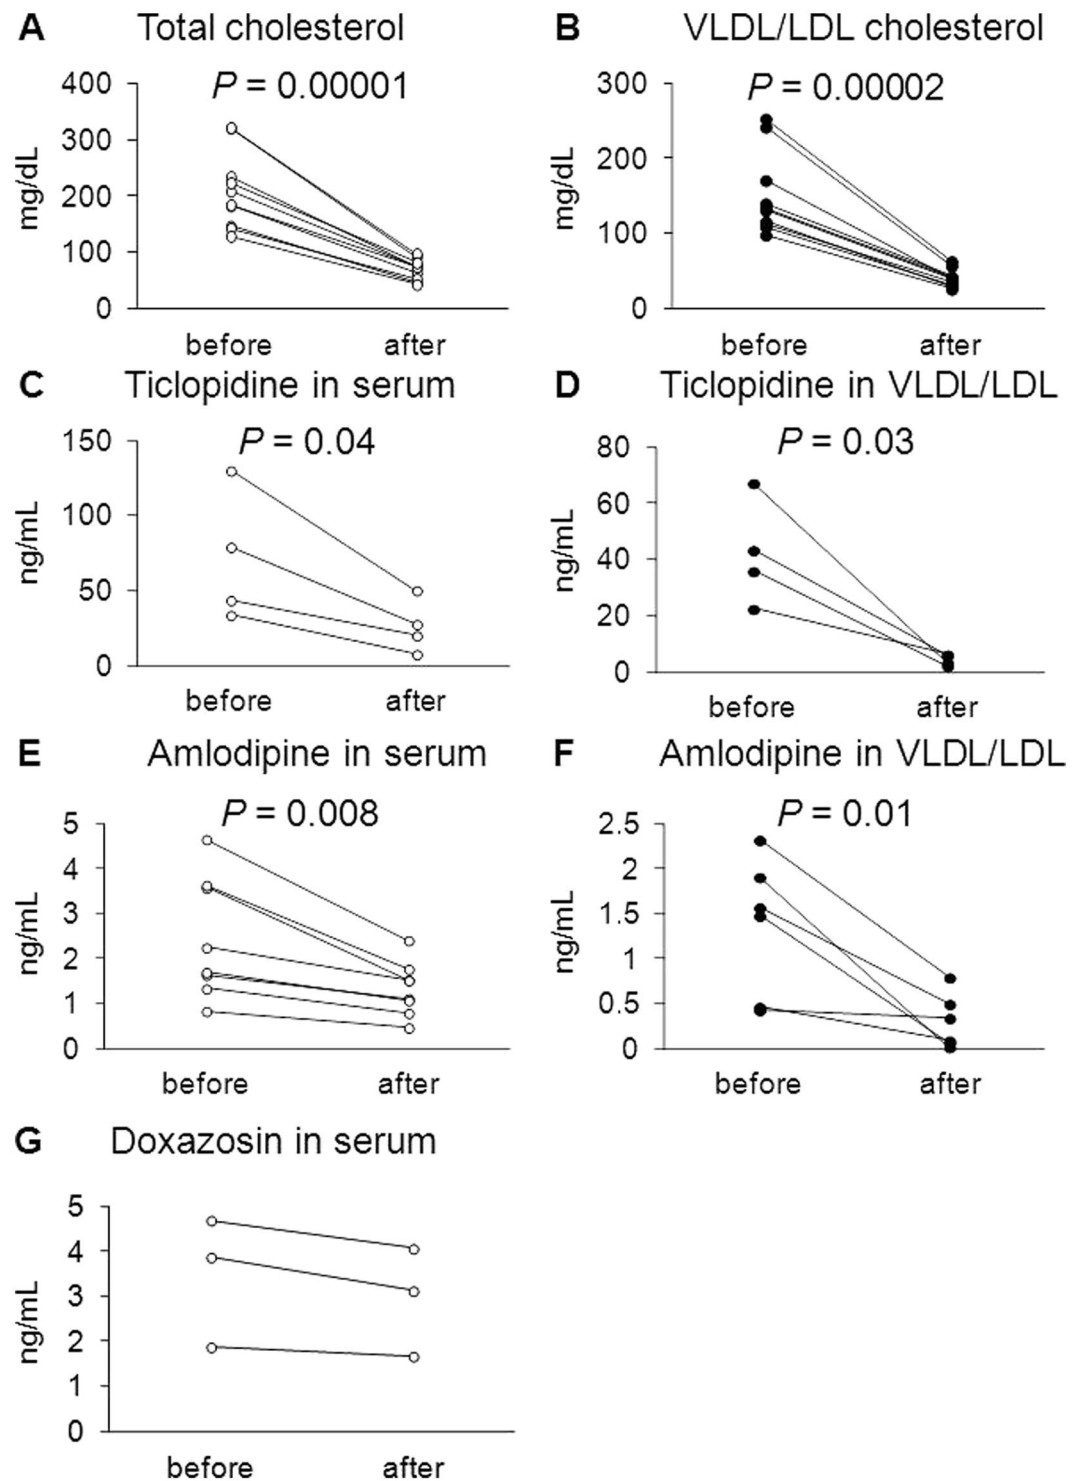 A Total cholesterol
P = 0.00001
400
300
200
100
0
mg/dL
before after
B VLDL/LDL cholesterol
P = 0.00002
300
200
100
0
mg/dL
before after
C Ticlopidine in serum
P = 0.04
150
100
50
0
ng/mL
before after
D Ticlopidine in VLDL/LDL
P = 0.03
80
60
40
20
0
ng/mL
before after
E Amlodipine in serum
P = 0.008
5
4
3
2
1
0
ng/mL
before after
F Amlodipine in VLDL/LDL
P = 0.01
2.5
2
1.5
1
0.5
0
ng/mL
before after
G Doxazosin in serum
5
4
3
2
1
0
ng/mL
before after